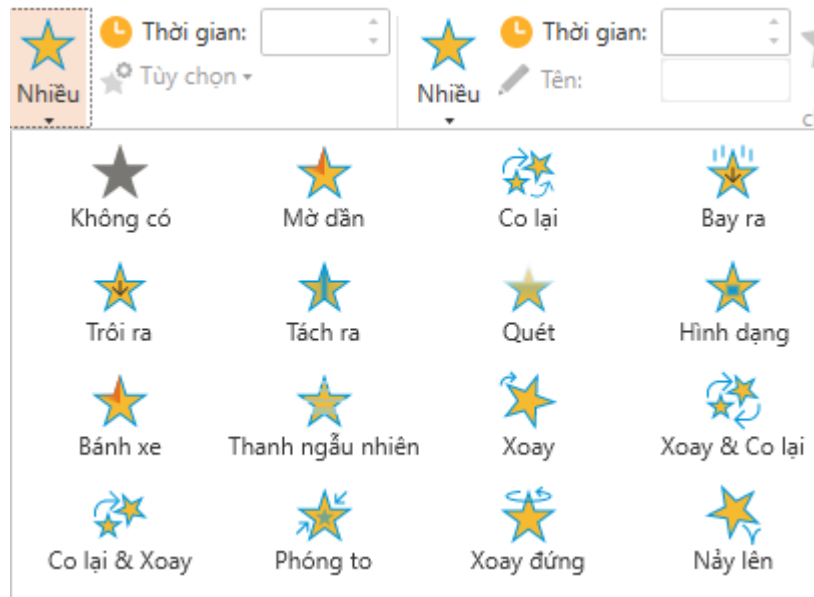 Nhiều
Thời gian:
Tùy chọn
Nhiều
Thời gian:
Tên:
Không có
Mờ dần
Co lại
Bay ra
Trôi ra
Tách ra
Quét
Hình dạng
Bánh xe
Thanh ngẫu nhiên
Xoay
Xoay & Co lại
Co lại & Xoay
Phóng to
Xoay đứng
Nảy lên